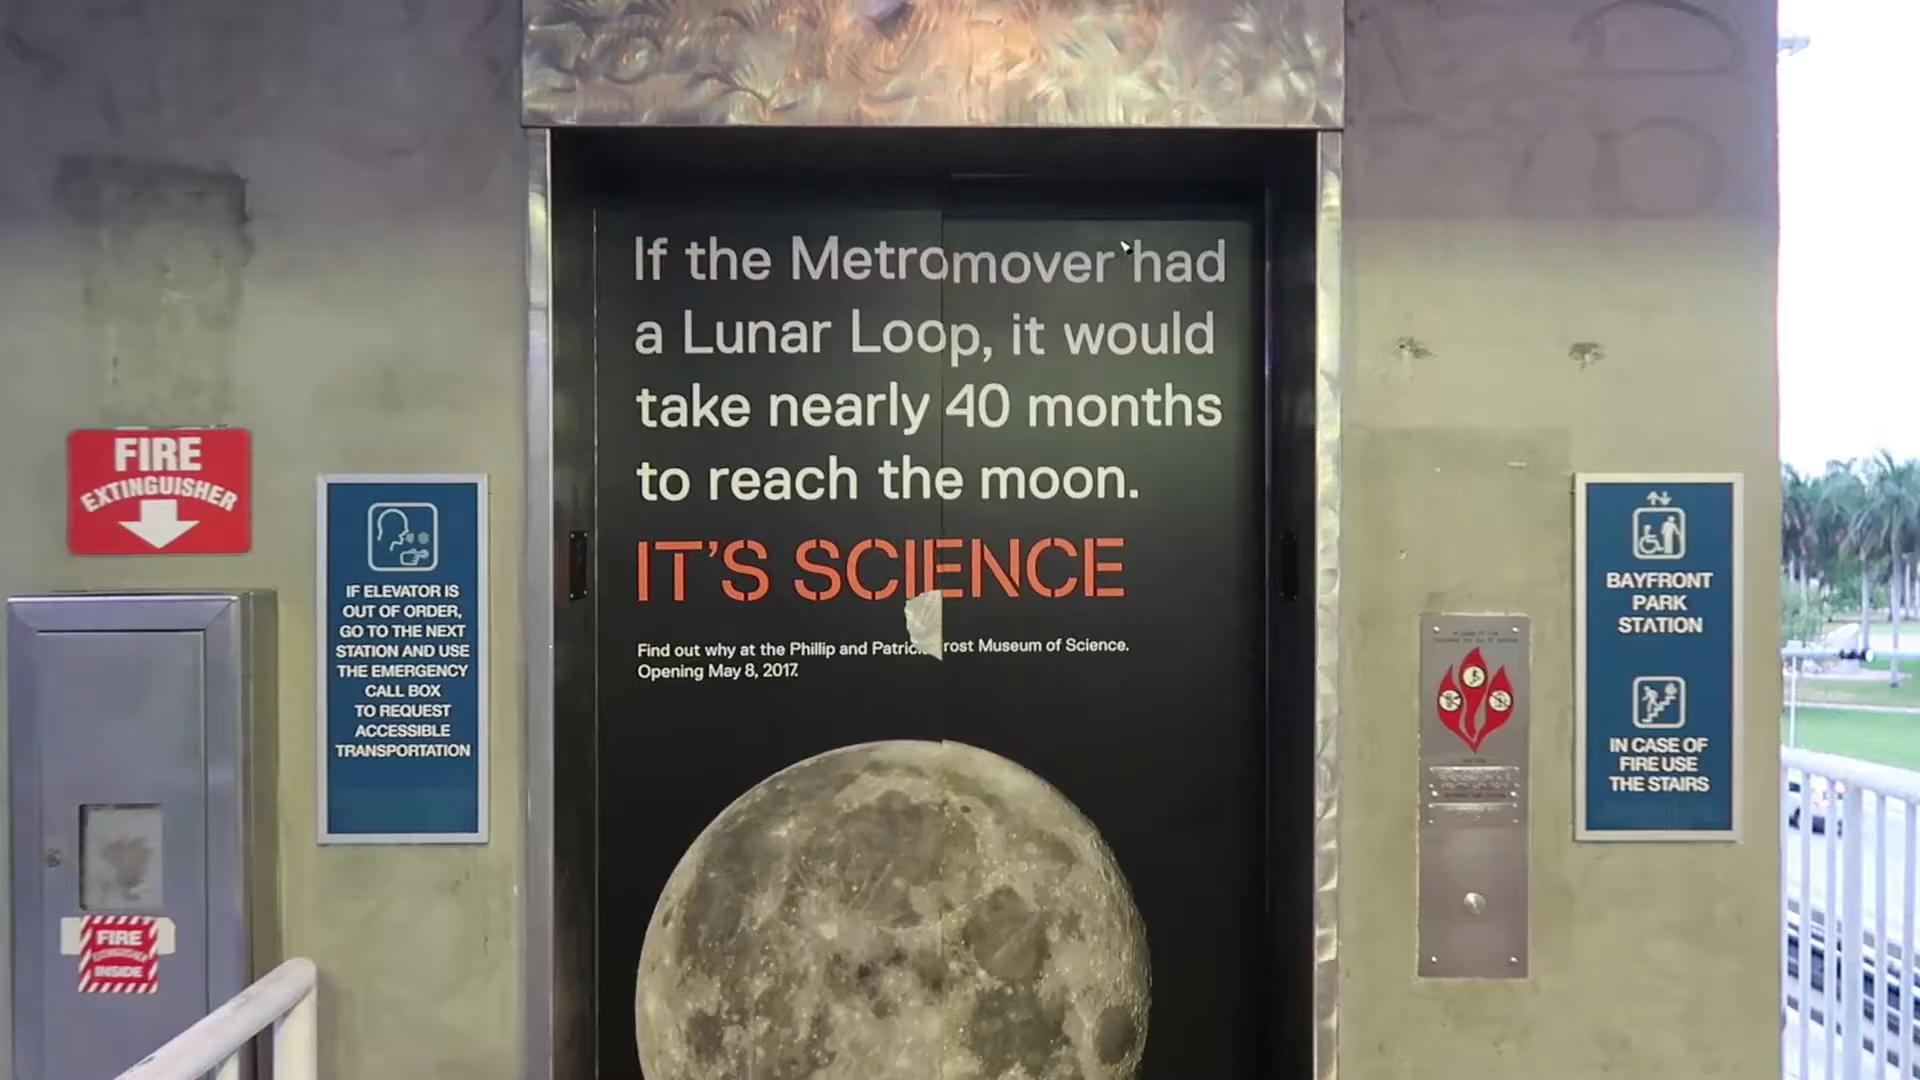 If the Metromover had
a Lunar Loop, it would
take nearly 40 months
to reach the moon.
IT'S SCIENCE
Find out why at the Phillip and Patric rost Museum of Science.
Opening May 8, 2017.
FIRE
EXTINGUISHER
IF ELEVATOR IS
OUT OF ORDER,
GO TO THE NEXT
STATION AND USE
THE EMERGENCY
CALL BOX
TO REQUEST
ACCESSIBLE
TRANSPORTATION
FIRE
EXTINGUISHER
INSIDE
BAYFRONT
PARK
STATION
IN CASE OF
FIRE USE
THE STAIRS